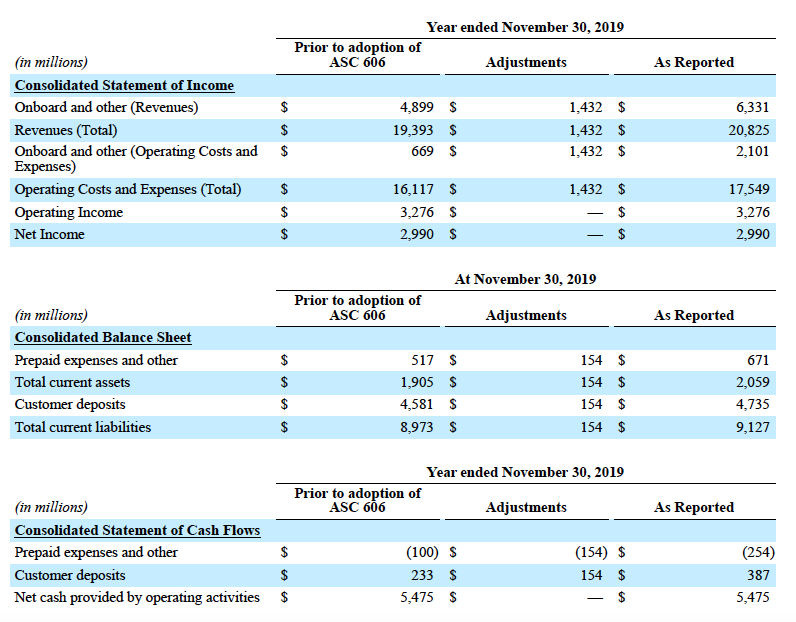 Year ended November 30, 2019
(in millions) Prior to adoption of ASC 606 Adjustments As Reported
Consolidated Statement of Income
Onboard and other (Revenues) $ 4,899 $ 1,432 $ 6,331
Revenues (Total) $ 19,393 $ 1,432 $ 20,825
Onboard and other (Operating Costs and $ 669 $ 1,432 $ 2,101
Expenses)
Operating Costs and Expenses (Total) $ 16,117 $ 1,432 $ 17,549
Operating Income $ 3,276 $ — $ 3,276
Net Income $ 2,990 $ — $ 2,990
At November 30, 2019
(in millions) Prior to adoption of ASC 606 Adjustments As Reported
Consolidated Balance Sheet
Prepaid expenses and other $ 517 $ 154 $ 671
Total current assets $ 1,905 $ 154 $ 2,059
Customer deposits $ 4,581 $ 154 $ 4,735
Total current liabilities $ 8,973 $ 154 $ 9,127
Year ended November 30, 2019
(in millions) Prior to adoption of ASC 606 Adjustments As Reported
Consolidated Statement of Cash Flows
Prepaid expenses and other $ (100) $ (154) $ (254)
Customer deposits $ 233 $ 154 $ 387
Net cash provided by operating activities $ 5,475 $ — $ 5,475